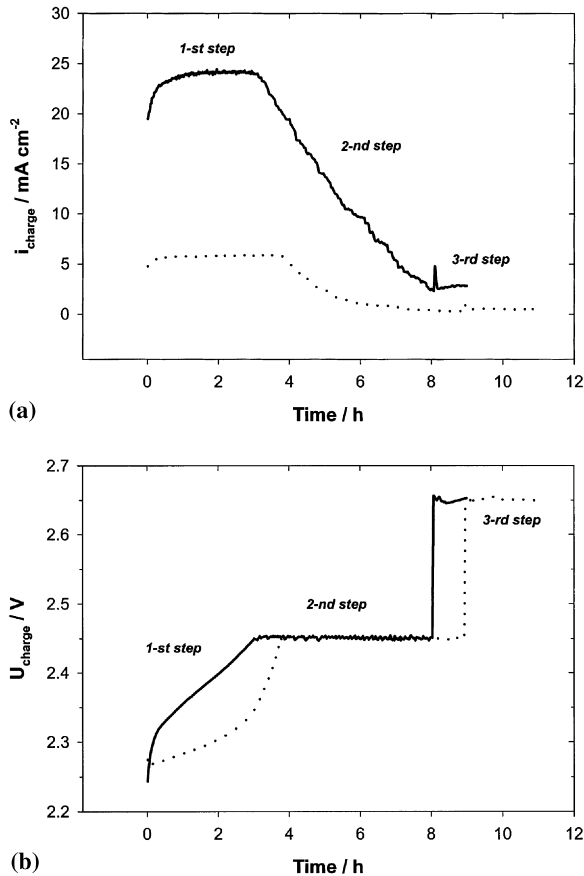 30
25
20
15
10
5
0
i charge / mA cm-2
1-st step
2-nd step
3-rd step
0 2 4 6 8 10 12
(a)
Time / h
2.7
2.6
2.5
2.4
2.3
2.2
U charge / V
3-rd step
2-nd step
1-st step
0 2 4 6 8 10 12
(b)
Time / h